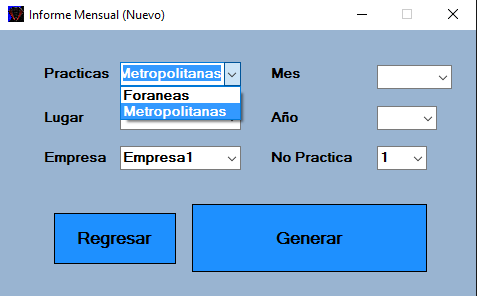 Informe Mensual (Nuevo)
Practicas Metropolitanas Mes
Foraneas
Metropolitanas
Lugar Año
Empresa Empresa1 No Practica 1
Regresar Generar